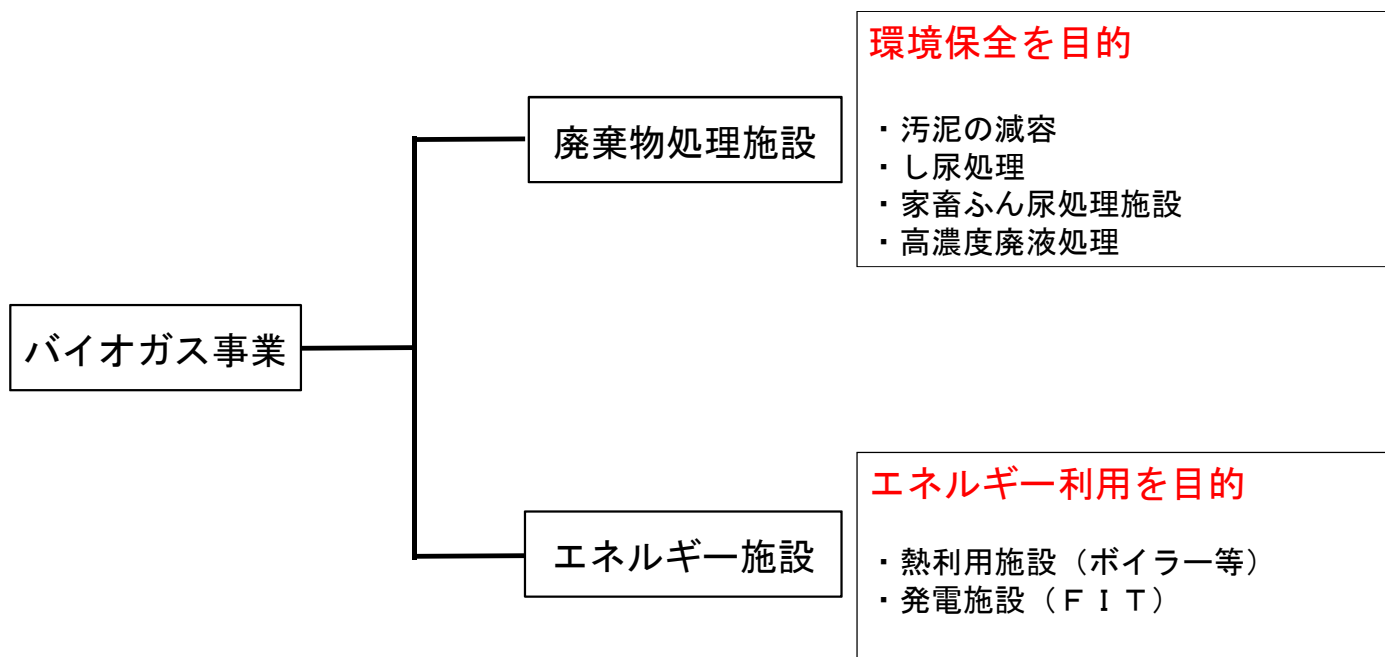 バイオガス事業
廃棄物処理施設
環境保全を目的
・汚泥の減容
・し尿処理
・家畜ふん尿処理施設
・高濃度廃液処理
エネルギー施設
エネルギー利用を目的
・熱利用施設（ボイラー等）
・発電施設（ＦＩＴ）